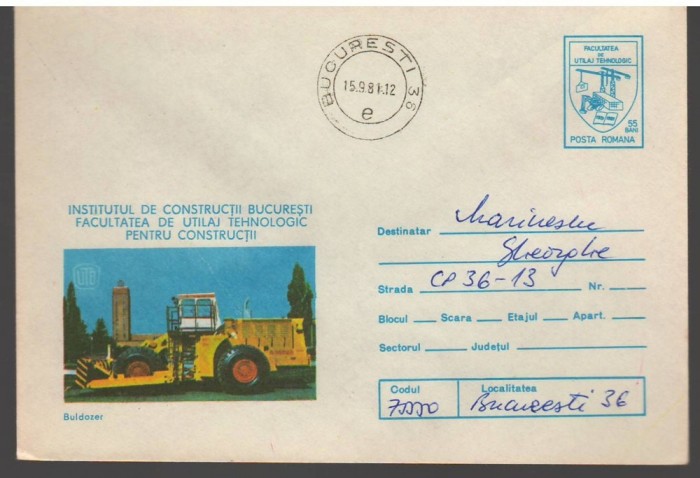 BUCURESTI 36
15.9.81.12
e
FACULTATEA
DE
UTILAJ TEHNOLOGIC
55
BANI
POSTA ROMANA
INSTITUTUL DE CONSTRUCȚII BUCUREȘTI
FACULTATEA DE UTILAJ TEHNOLOGIC
PENTRU CONSTRUCȚII
UTB
Buldozer
Destinatar Marinescu
Gheorghe
Strada CP 36-13 Nr.
Blocul Scara Etajul Apart.
Sectorul Județul
Codul Localitatea
București 36